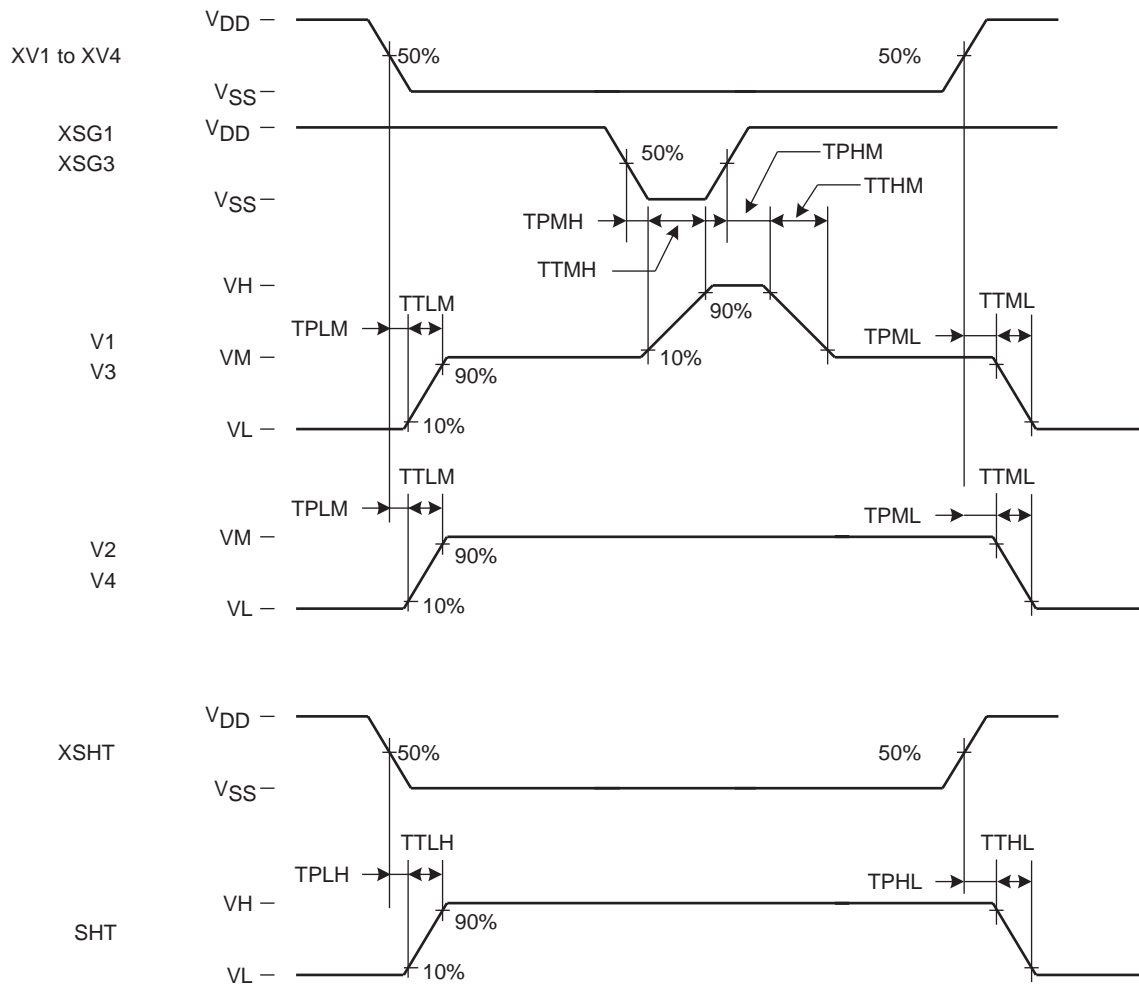 VDD
XV1 to XV4
50%
50%
VSS
XSG1
VDD
XSG3
50%
TPHM
TTHM
VSS
TPMH
TTMH
VH
TTLM
TTML
90%
TPLM
TPML
V1
VM
10%
V3
90%
10%
VL
TTLM
TTML
TPLM
TPML
VM
V2
90%
V4
10%
VL
VDD
XSHT
50%
50%
VSS
TTLH
TTHL
TPLH
TPHL
VH
90%
SHT
10%
VL